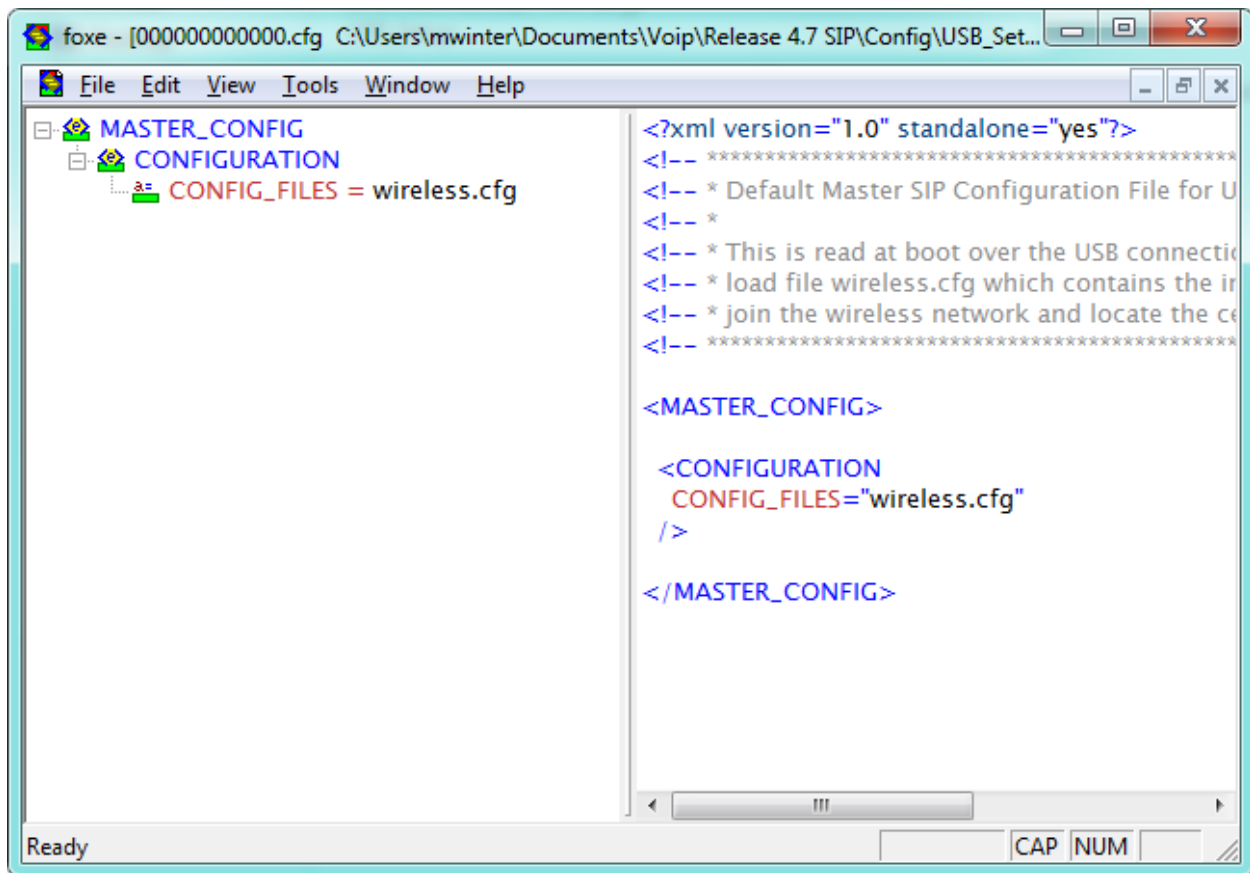 foxe - [000000000000.cfg  C:\Users\mwinter\Documents\Voip\Release 4.7 SIP\Config\USB_Set...
File Edit View Tools Window Help
MASTER_CONFIG
CONFIGURATION
CONFIG_FILES = wireless.cfg
<?xml version="1.0" standalone="yes"?>
<!-- **********************************************
<!-- * Default Master SIP Configuration File for U
<!-- *
<!-- * This is read at boot over the USB connectio
<!-- * load file wireless.cfg which contains the
<!-- * join the wireless network and locate the ce
<!-- **********************************************
<MASTER_CONFIG>
<CONFIGURATION
CONFIG_FILES="wireless.cfg"
/>
</MASTER_CONFIG>
Ready
CAP NUM